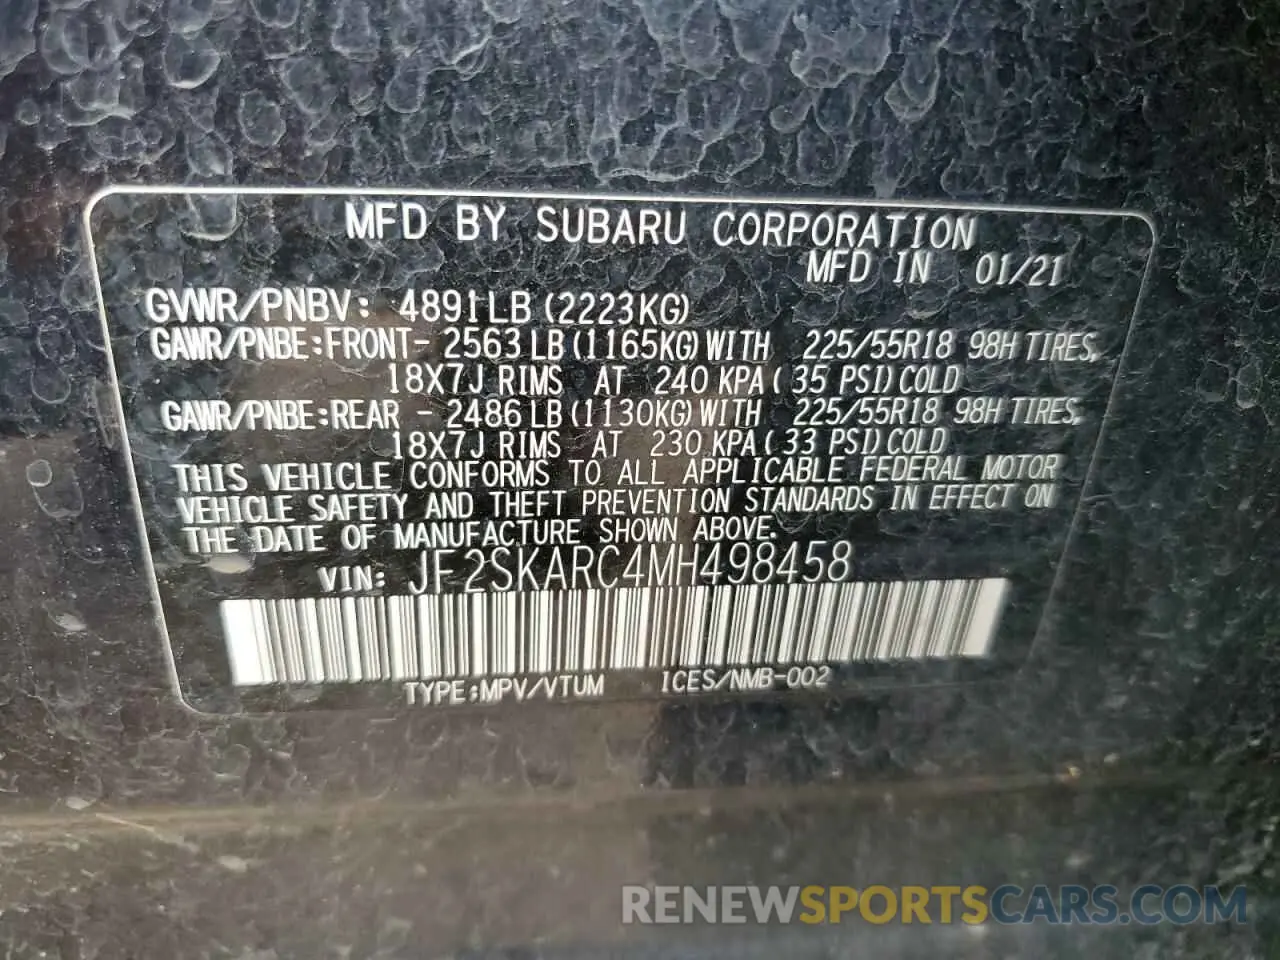 MFD BY SUBARU CORPORATION
MFD IN 01/21
GVWR/PNBV: 4891LB (2223KG)
GAWR/PNBE:FRONT- 2563 LB (1165KG) WITH 225/55R18 98H TIRES,
18X7J RIMS AT 240 KPA ( 35 PSI) COLD
GAWR/PNBE:REAR - 2486 LB (1130KG) WITH 225/55R18 98H TIRES,
18X7J RIMS AT 230 KPA ( 33 PSI) COLD
THIS VEHICLE CONFORMS TO ALL APPLICABLE FEDERAL MOTOR
VEHICLE SAFETY AND THEFT PREVENTION STANDARDS IN EFFECT ON
THE DATE OF MANUFACTURE SHOWN ABOVE.
VIN: JF2SKARC4MH498458
TYPE:MPV/VTUM ICES/NMB-002
RENEWSPORTSCARS.COM